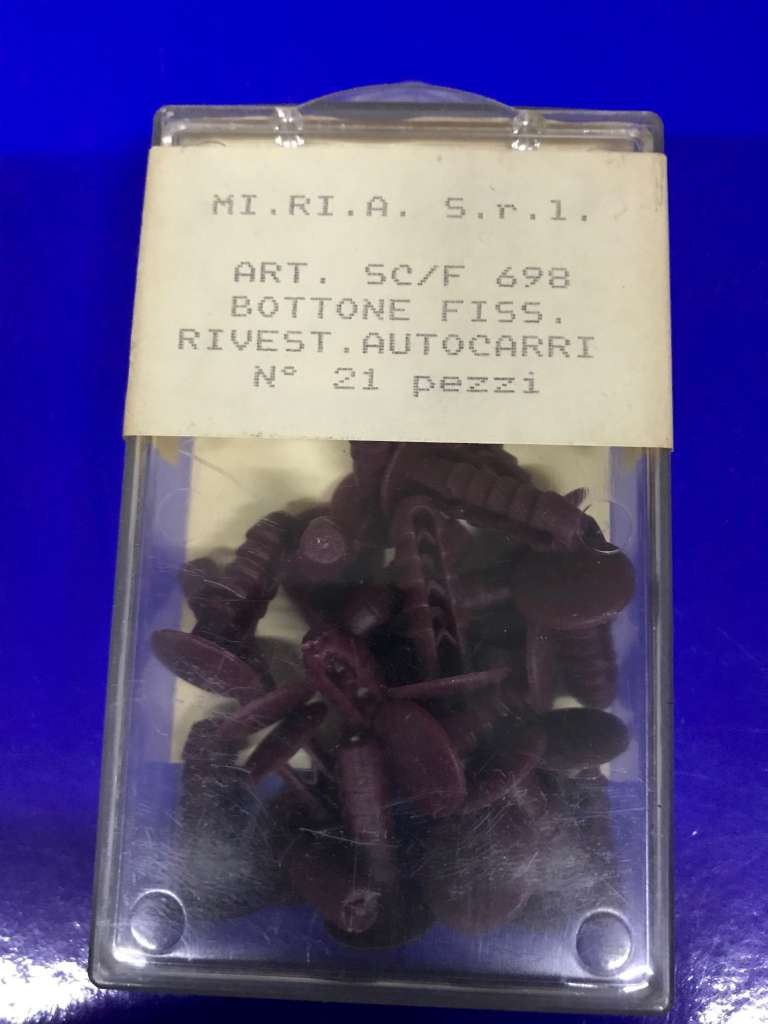 MI.RI.A. S.r.l.
ART. SC/F 698
BOTTONE FISS.
RIVEST.AUTOCARRI
N° 21 pezzi